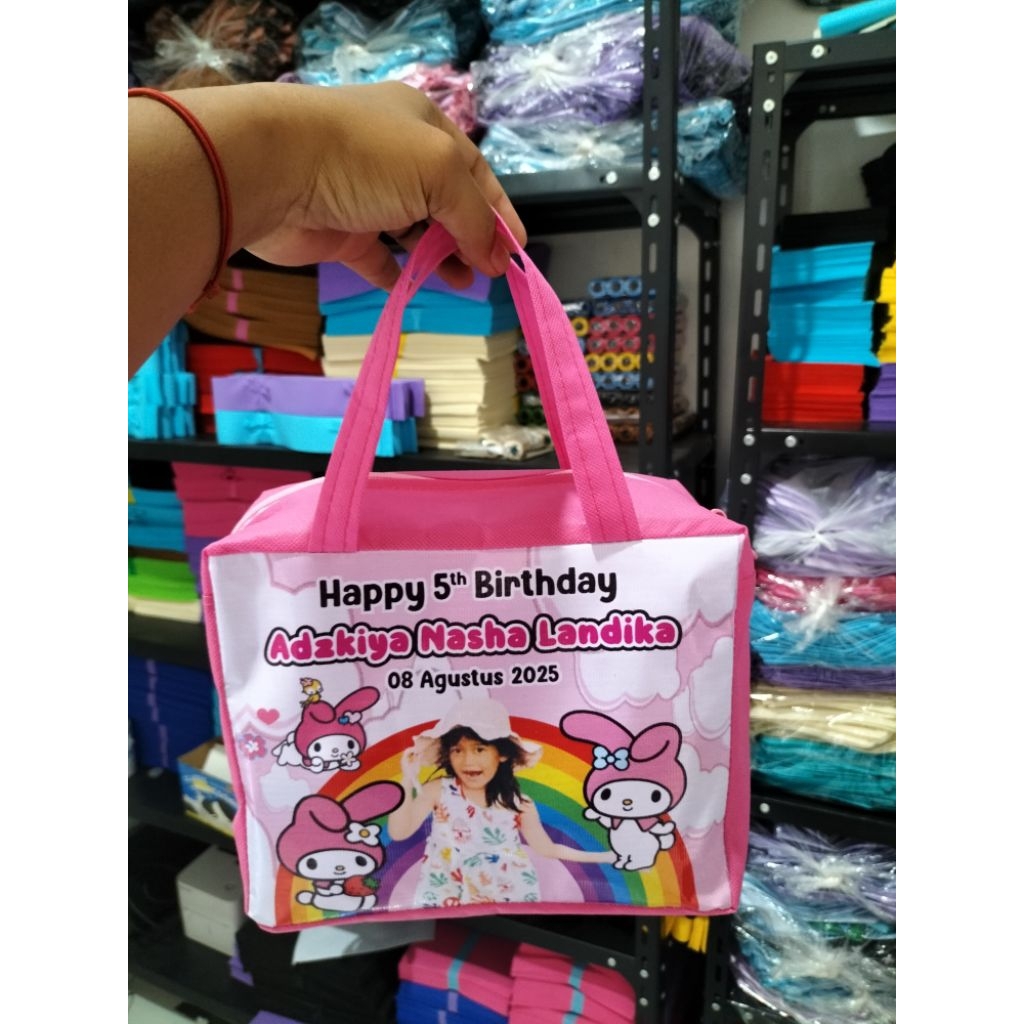 Happy 5th Birthday
Adzkiya Nasha Landika
08 Agustus 2025